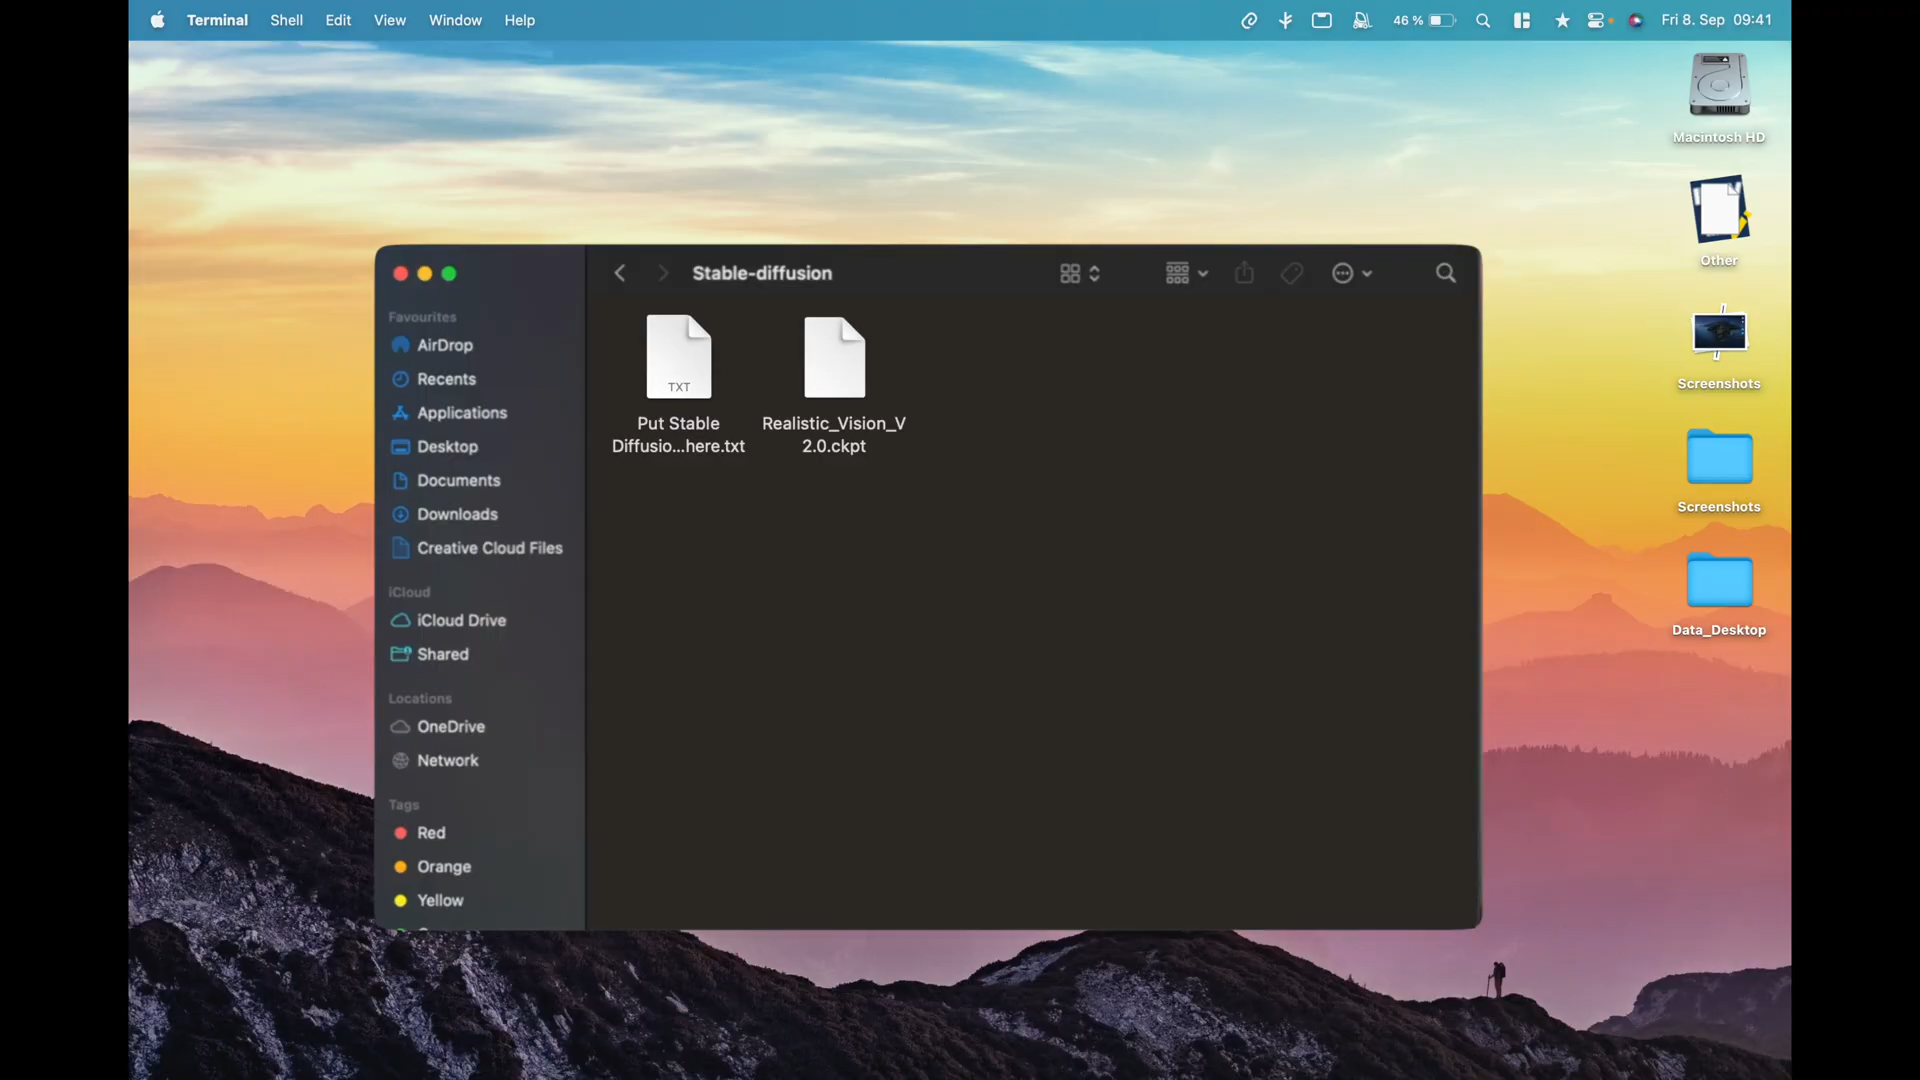 Terminal Shell Edit View Window Help
46 %
Fri 8. Sep 09:41
Macintosh HD
Other
Screenshots
Screenshots
Data_Desktop
Stable-diffusion
Favourites
AirDrop
Recents
Applications
Desktop
Documents
Downloads
Creative Cloud Files
iCloud
iCloud Drive
Shared
Locations
OneDrive
Network
Tags
Red
Orange
Yellow
TXT
Put Stable
Diffusio...here.txt
Realistic_Vision_V
2.0.ckpt